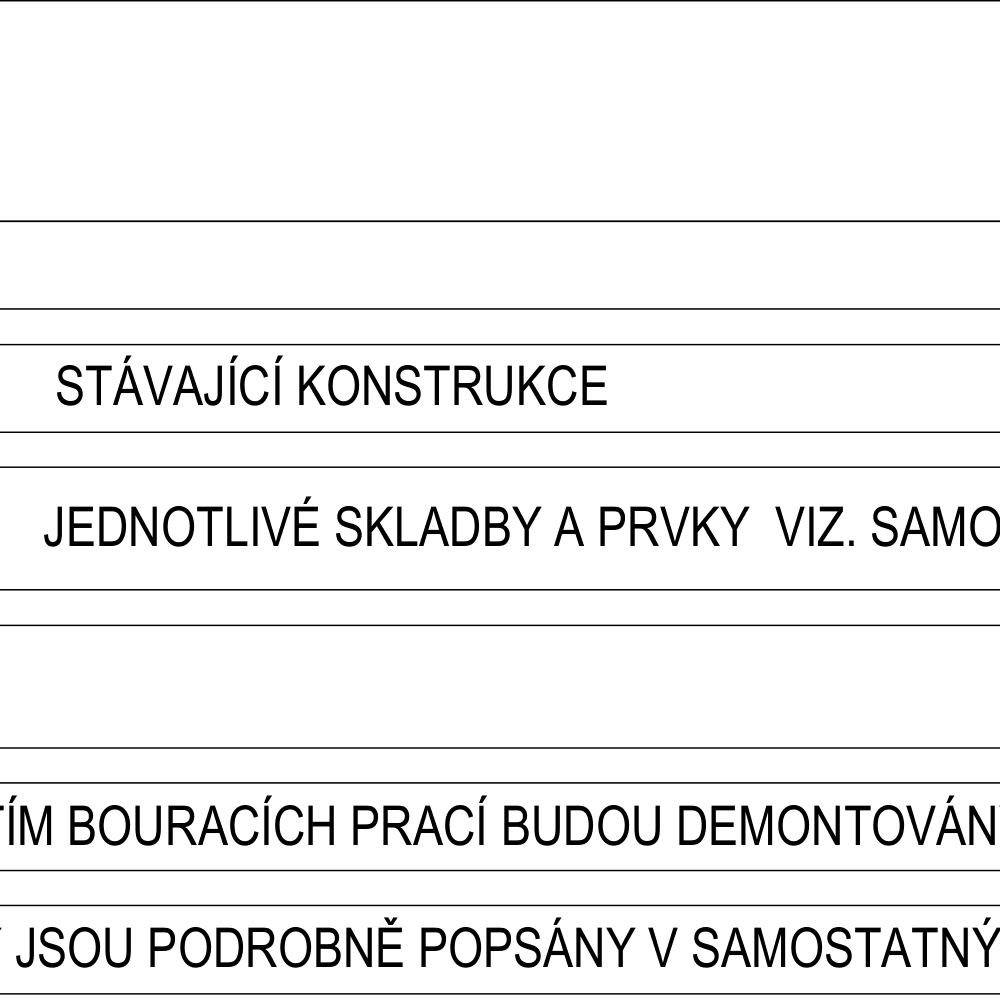 STÁVAJÍCÍ KONSTRUKCE
JEDNOTLIVÉ SKLADBY A PRVKY VIZ. SAMO
TÍM BOURACÍCH PRACÍ BUDOU DEMONTOVÁN
JSOU PODROBNĚ POPSÁNY V SAMOSTATNÝ